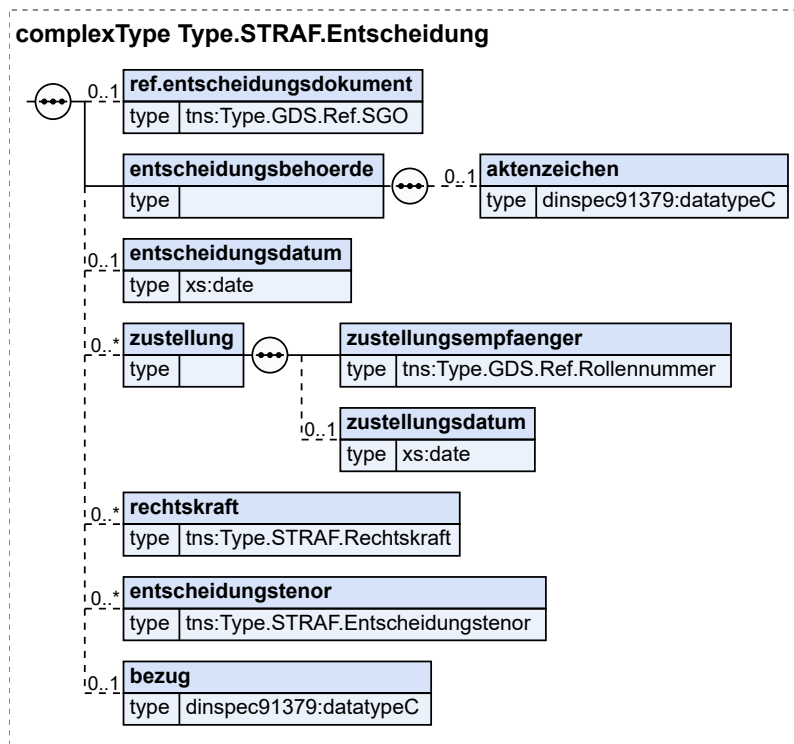 complexType Type.STRAF.Entscheidung
0..1
ref.entscheidungsdokument
type tns:Type.GDS.Ref.SGO
entscheidungsbehoerde
type
0..1
aktenzeichen
type dinspec91379:datatypeC
0..1
entscheidungsdatum
type xs:date
0..*
zustellung
type
zustellungsempfaenger
type tns:Type.GDS.Ref.Rollennummer
0..1
zustellungsdatum
type xs:date
0..*
rechtskraft
type tns:Type.STRAF.Rechtskraft
0..*
entscheidungstenor
type tns:Type.STRAF.Entscheidungstenor
0..1
bezug
type dinspec91379:datatypeC